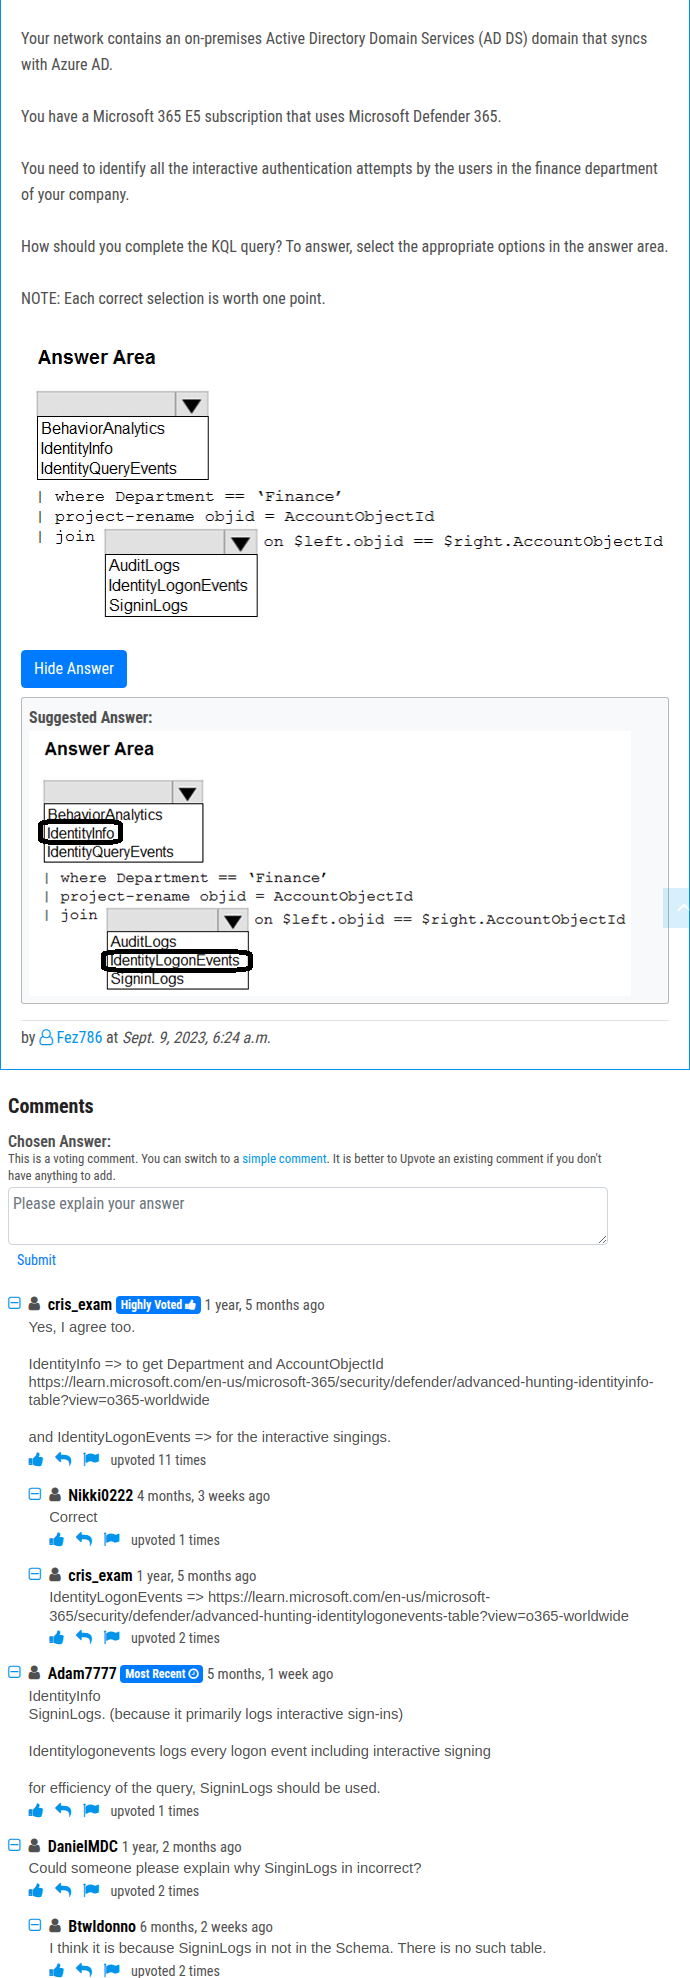 Your network contains an on-premises Active Directory Domain Services (AD DS) domain that syncs
with Azure AD.
You have a Microsoft 365 E5 subscription that uses Microsoft Defender 365.
You need to identify all the interactive authentication attempts by the users in the finance department
of your company.
How should you complete the KQL query? To answer, select the appropriate options in the answer area.
NOTE: Each correct selection is worth one point.
Answer Area
BehaviorAnalytics
IdentityInfo
IdentityQueryEvents
| where Department == ‘Finance’
| project-rename objid = AccountObjectId
| join on $left.objid == $right.AccountObjectId
AuditLogs
IdentityLogonEvents
SigninLogs
Hide Answer
Suggested Answer:
Answer Area
BehaviorAnalytics
IdentityInfo
IdentityQueryEvents
| where Department == ‘Finance’
| project-rename objid = AccountObjectId
| join on $left.objid == $right.AccountObjectId
AuditLogs
IdentityLogonEvents
SigninLogs
by Fez786 at Sept. 9, 2023, 6:24 a.m.
Comments
Chosen Answer:
This is a voting comment. You can switch to a simple comment. It is better to Upvote an existing comment if you don't
have anything to add.
Please explain your answer
Submit
cris_exam Highly Voted 1 year, 5 months ago
Yes, I agree too.
IdentityInfo => to get Department and AccountObjectId
https://learn.microsoft.com/en-us/microsoft-365/security/defender/advanced-hunting-identityinfo-
table?view=o365-worldwide
and IdentityLogonEvents => for the interactive singings.
upvoted 11 times
Nikki0222 4 months, 3 weeks ago
Correct
upvoted 1 times
cris_exam 1 year, 5 months ago
IdentityLogonEvents => https://learn.microsoft.com/en-us/microsoft-
365/security/defender/advanced-hunting-identitylogonevents-table?view=o365-worldwide
upvoted 2 times
Adam7777 Most Recent 5 months, 1 week ago
IdentityInfo
SigninLogs. (because it primarily logs interactive sign-ins)
Identitylogonevents logs every logon event including interactive signing
for efficiency of the query, SigninLogs should be used.
upvoted 1 times
DanielMDC 1 year, 2 months ago
Could someone please explain why SinginLogs in incorrect?
upvoted 2 times
BtwIdonno 6 months, 2 weeks ago
I think it is because SigninLogs in not in the Schema. There is no such table.
upvoted 2 times